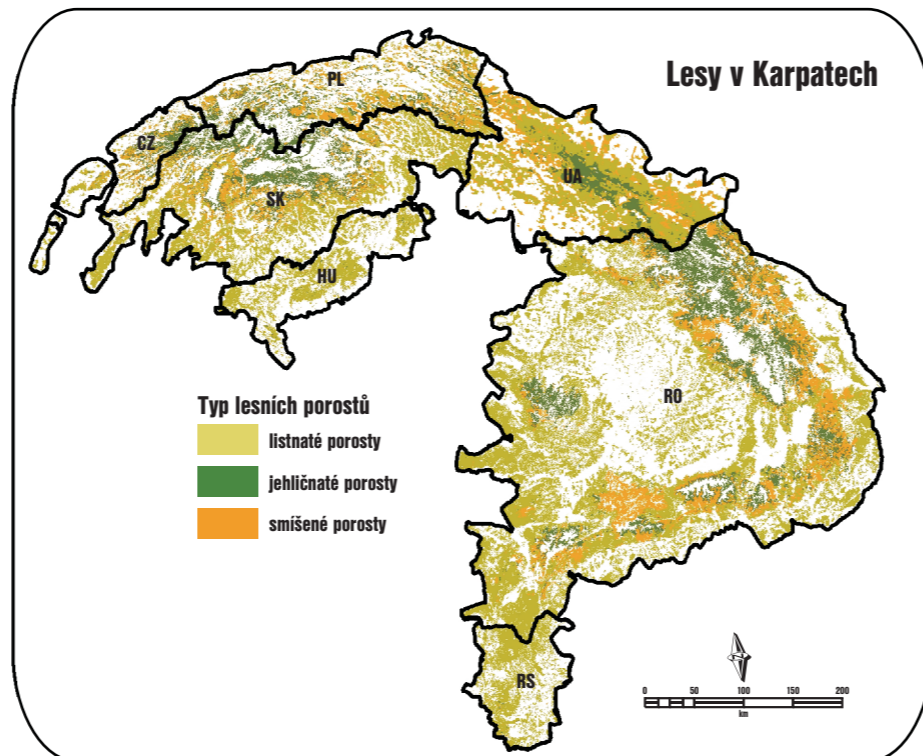 Lesy v Karpatech
PL
CZ
SK
UA
HU
RO
RS
Typ lesních porostů
listnaté porosty
jehličnaté porosty
smíšené porosty
0 50 100 150 200
km